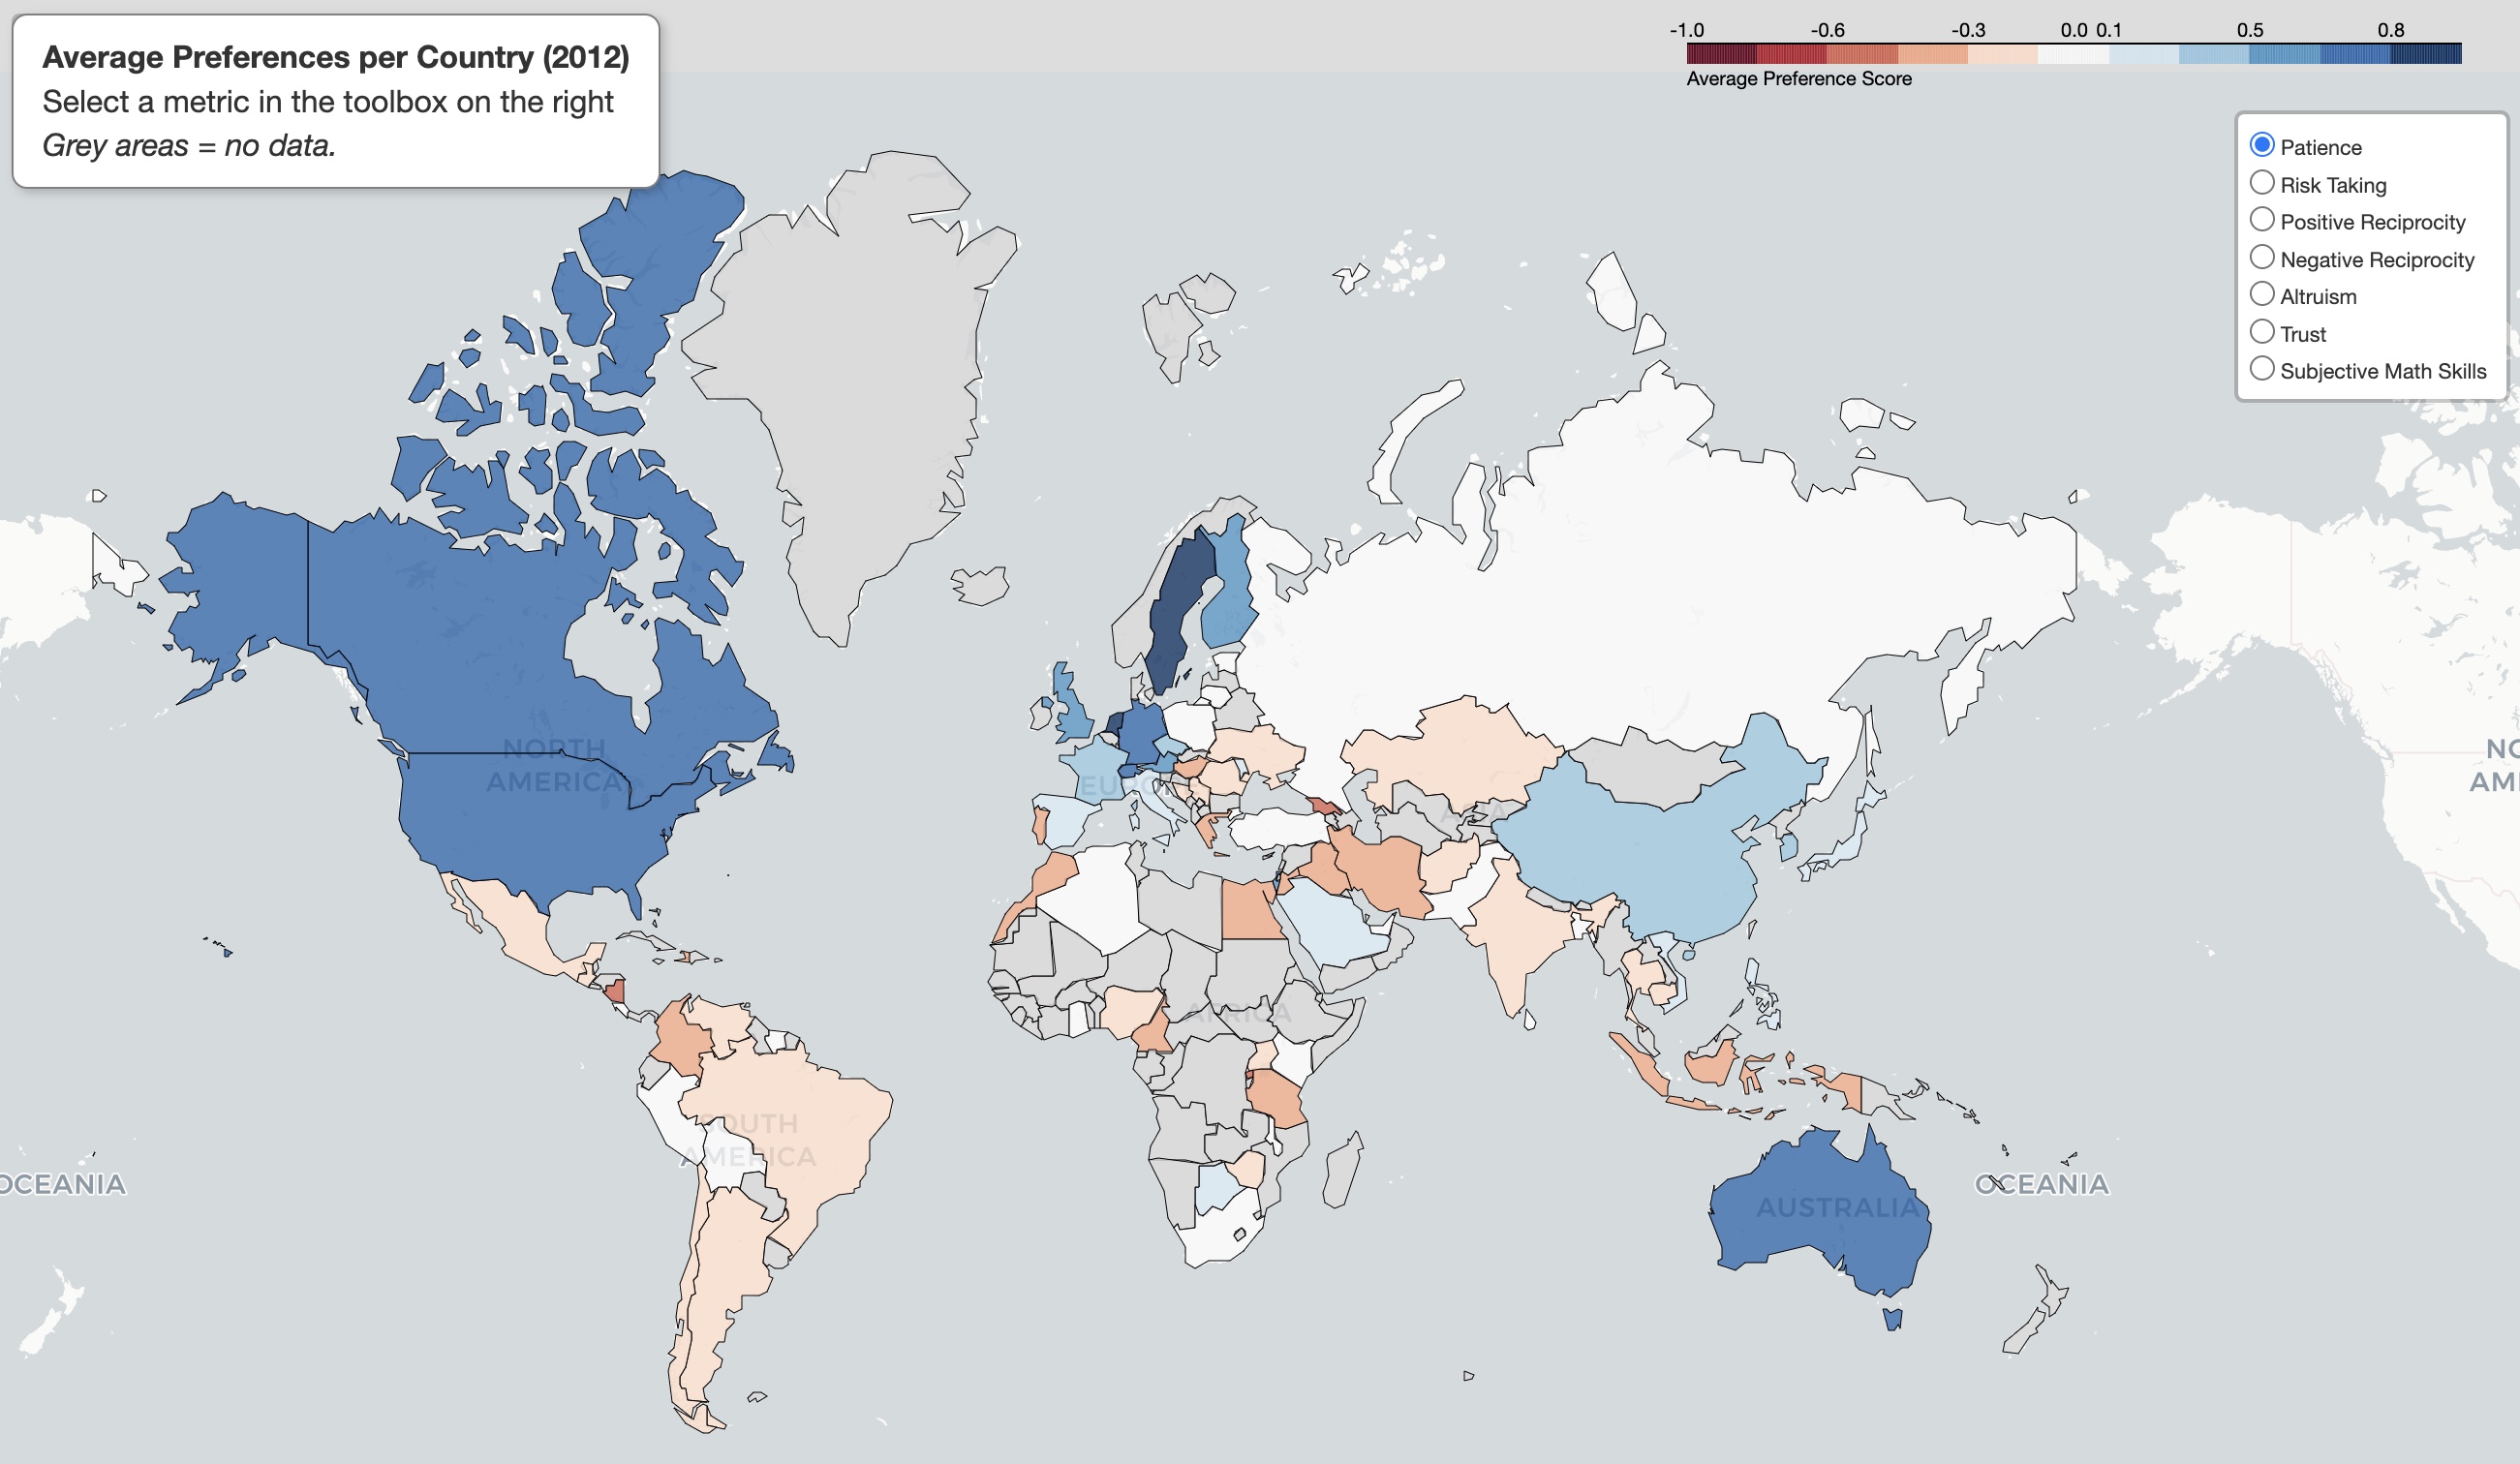 Average Preferences per Country (2012)
Select a metric in the toolbox on the right
Grey areas = no data.
-1.0 -0.6 -0.3 0.0 0.1 0.5 0.8
Average Preference Score
Patience
Risk Taking
Positive Reciprocity
Negative Reciprocity
Altruism
Trust
Subjective Math Skills
NORTH
AMERICA
EUROPE
ASIA
NO
AM
AFRICA
SOUTH
AMERICA
OCEANIA
AUSTRALIA
OCEANIA